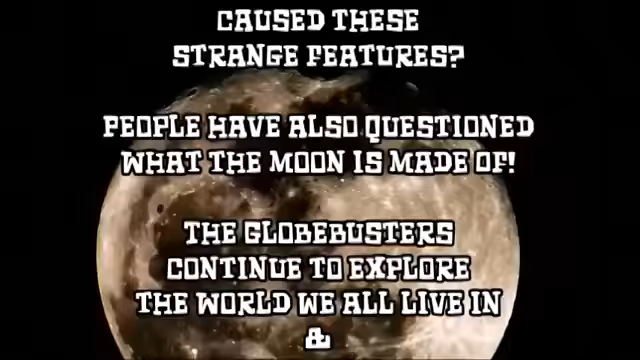 CAUSED THESE
STRANGE FEATURES?
PEOPLE HAVE ALSO QUESTIONED
WHAT THE MOON IS MADE OF!
THE GLOBEBUSTERS
CONTINUE TO EXPLORE
THE WORLD WE ALL LIVE IN
&